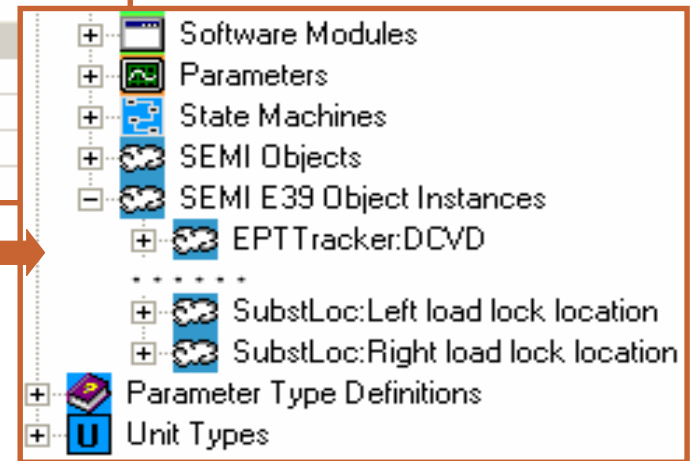 Software Modules
Parameters
State Machines
SEMI Objects
SEMI E39 Object Instances
EPTTracker:DCVD
. . . . . .
SubstLoc:Left load lock location
SubstLoc:Right load lock location
Parameter Type Definitions
U Unit Types